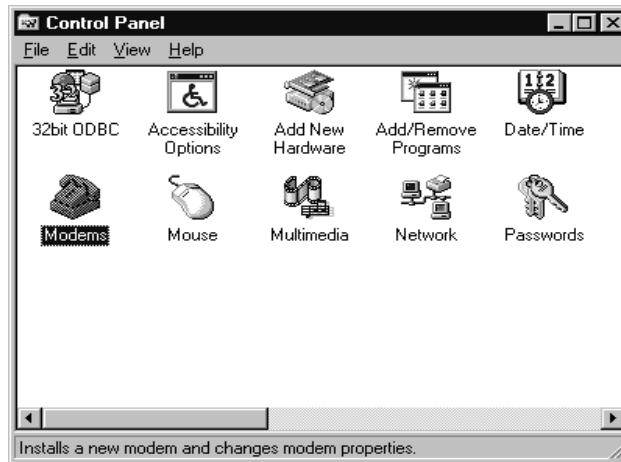 Control Panel
File Edit View Help
32bit ODBC
Accessibility Options
Add New Hardware
Add/Remove Programs
Date/Time
Modems
Mouse
Multimedia
Network
Passwords
Installs a new modem and changes modem properties.